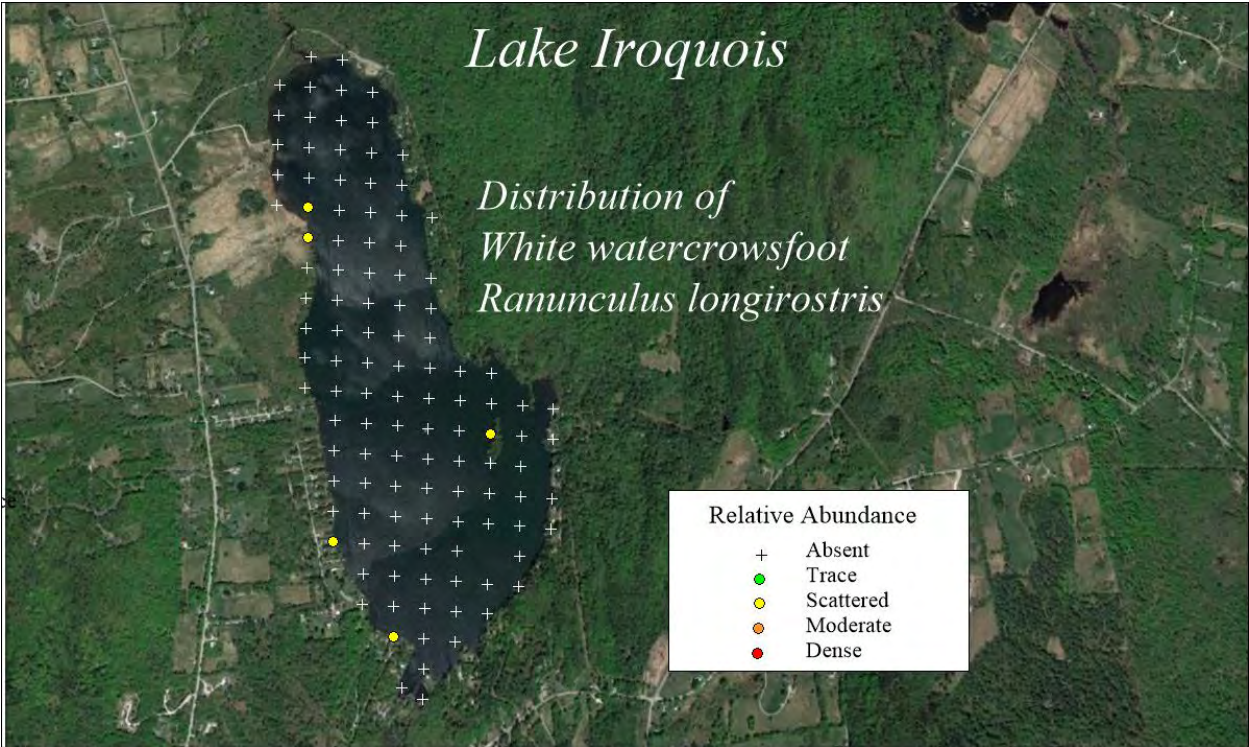 Lake Iroquois
Distribution of
White watercrowsfoot
Ranunculus longirostris
Relative Abundance
Absent
Trace
Scattered
Moderate
Dense